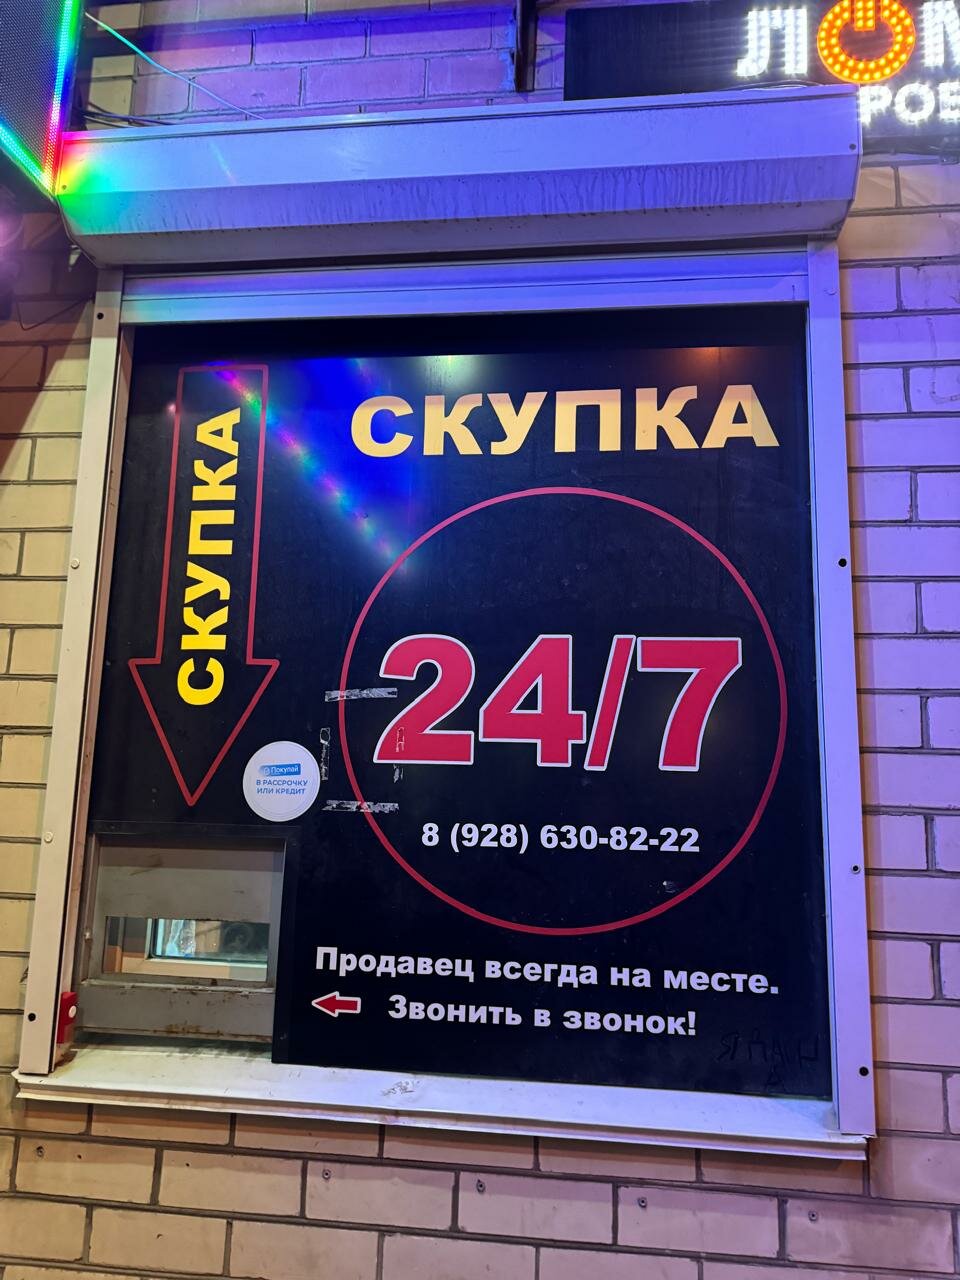 СКУПКА
СКУПКА
24/7
Покупай
В РАССРОЧКУ
ИЛИ КРЕДИТ
8 (928) 630-82-22
Продавец всегда на месте.
Звонить в звонок!